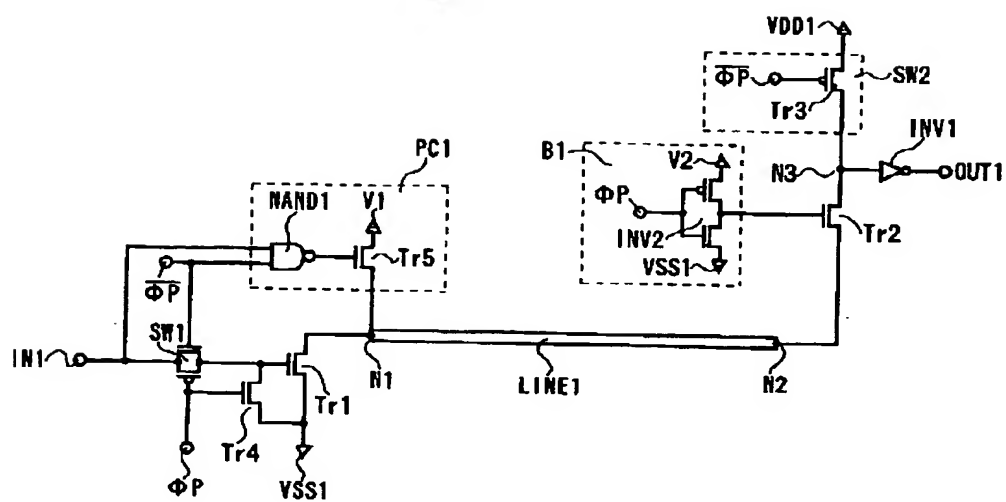 VDD1
ΦP
SW2
Tr3
INV1
PC1
B1
V2
N3
OUT1
NAND1
V1
ΦP
INV2
Tr2
Tr5
VSS1
ΦP
SW1
IN1
N1
LINE1
N2
Tr1
Tr4
ΦP
VSS1